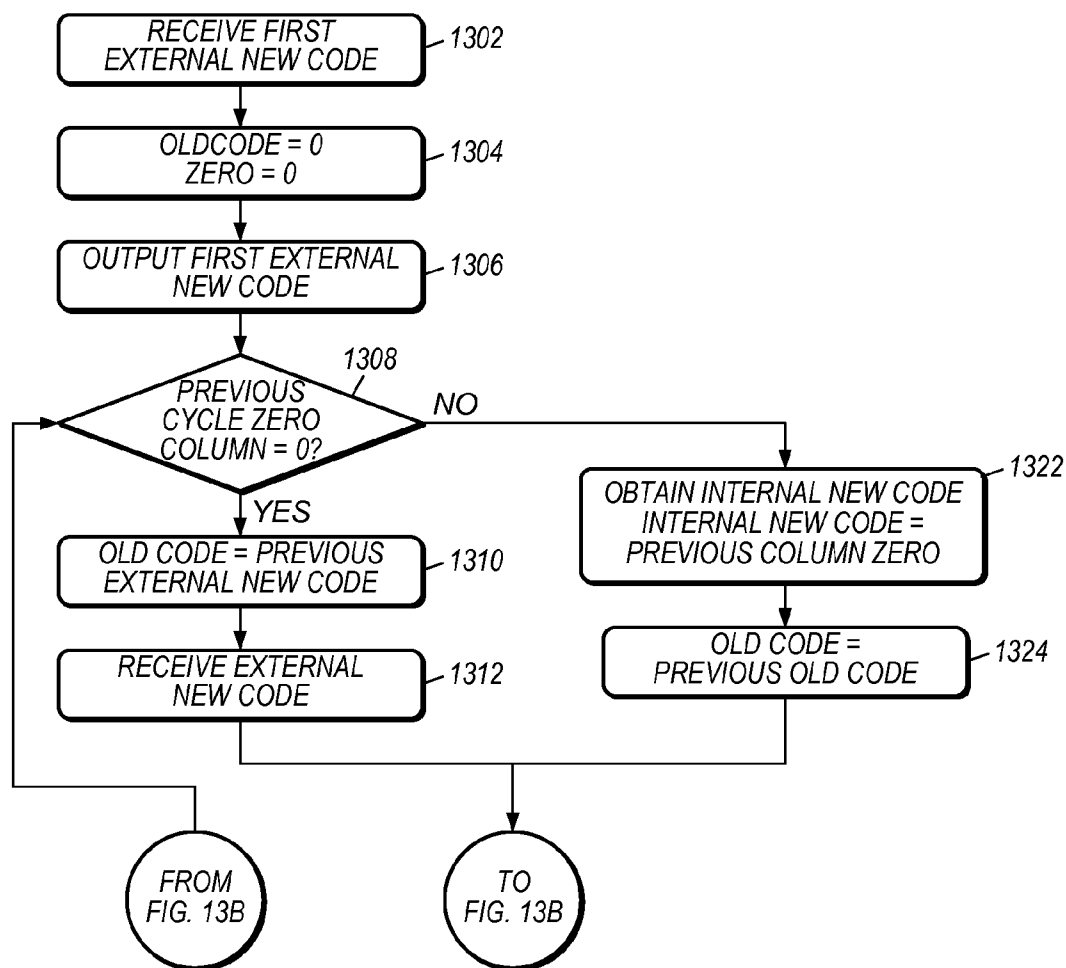 RECEIVE FIRST
EXTERNAL NEW CODE
1302
OLDCODE = 0
ZERO = 0
1304
OUTPUT FIRST EXTERNAL
NEW CODE
1306
PREVIOUS
CYCLE ZERO
COLUMN = 0?
1308
NO
YES
OLD CODE = PREVIOUS
EXTERNAL NEW CODE
1310
RECEIVE EXTERNAL
NEW CODE
1312
OBTAIN INTERNAL NEW CODE
INTERNAL NEW CODE =
PREVIOUS COLUMN ZERO
1322
OLD CODE =
PREVIOUS OLD CODE
1324
FROM
FIG. 13B
TO
FIG. 13B